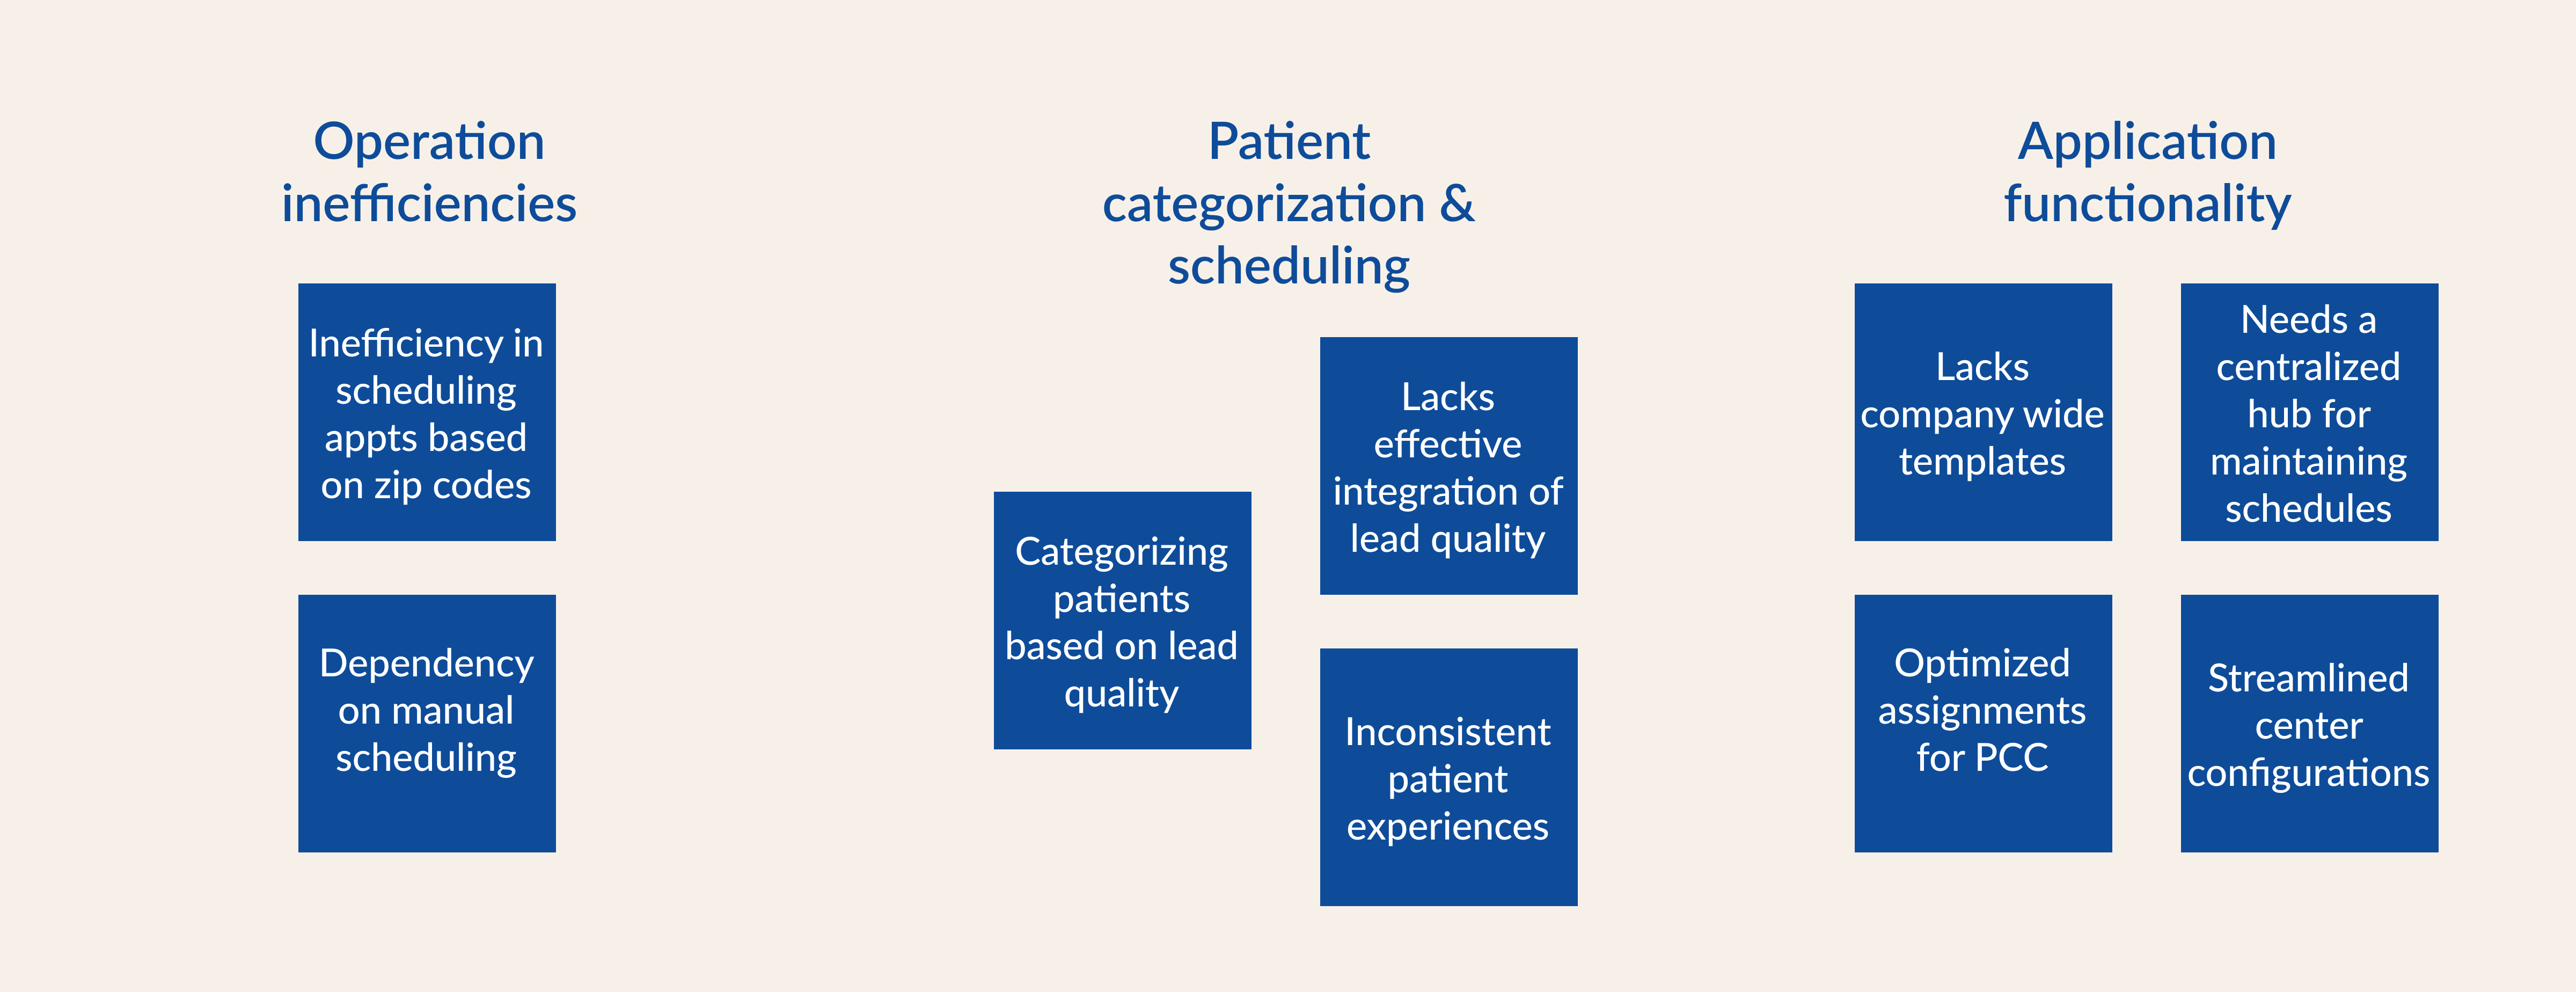 Operation
inefficiencies
Inefficiency in
scheduling
appts based
on zip codes
Dependency
on manual
scheduling
Patient
categorization &
scheduling
Categorizing
patients
based on lead
quality
Lacks
effective
integration of
lead quality
Inconsistent
patient
experiences
Application
functionality
Lacks
company wide
templates
Needs a
centralized
hub for
maintaining
schedules
Optimized
assignments
for PCC
Streamlined
center
configurations